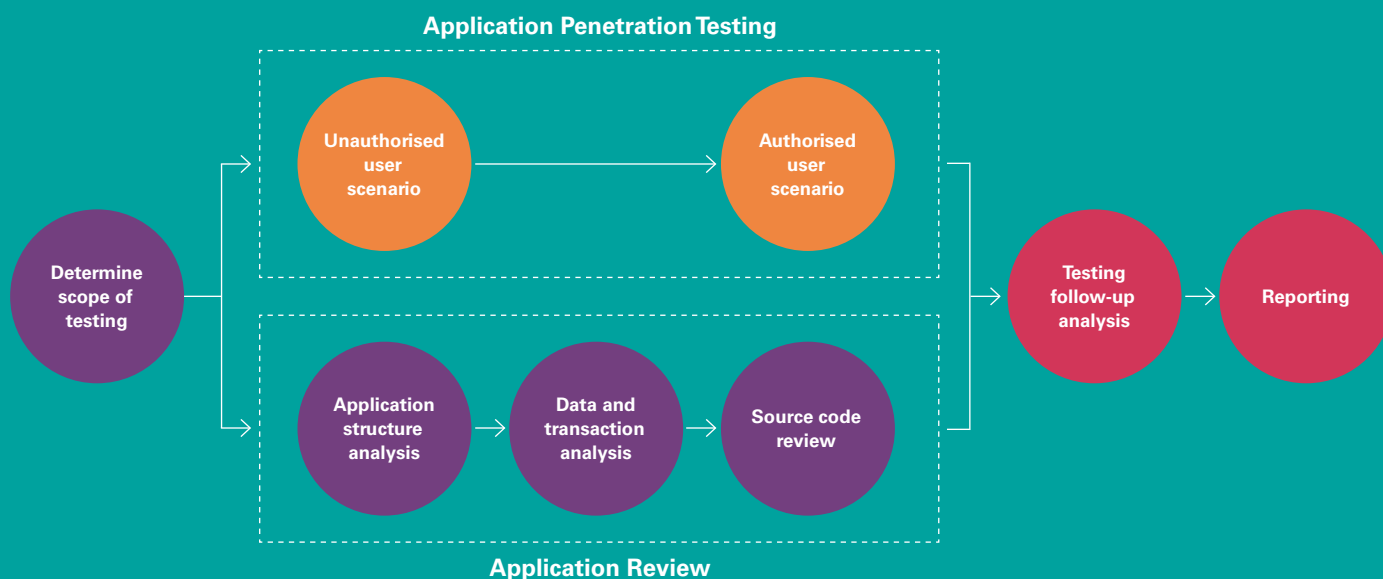 Application Penetration Testing
Unauthorised
user
scenario
Authorised
user
scenario
Determine
scope of
testing
Testing
follow-up
analysis
Reporting
Application
structure
analysis
Data and
transaction
analysis
Source code
review
Application Review